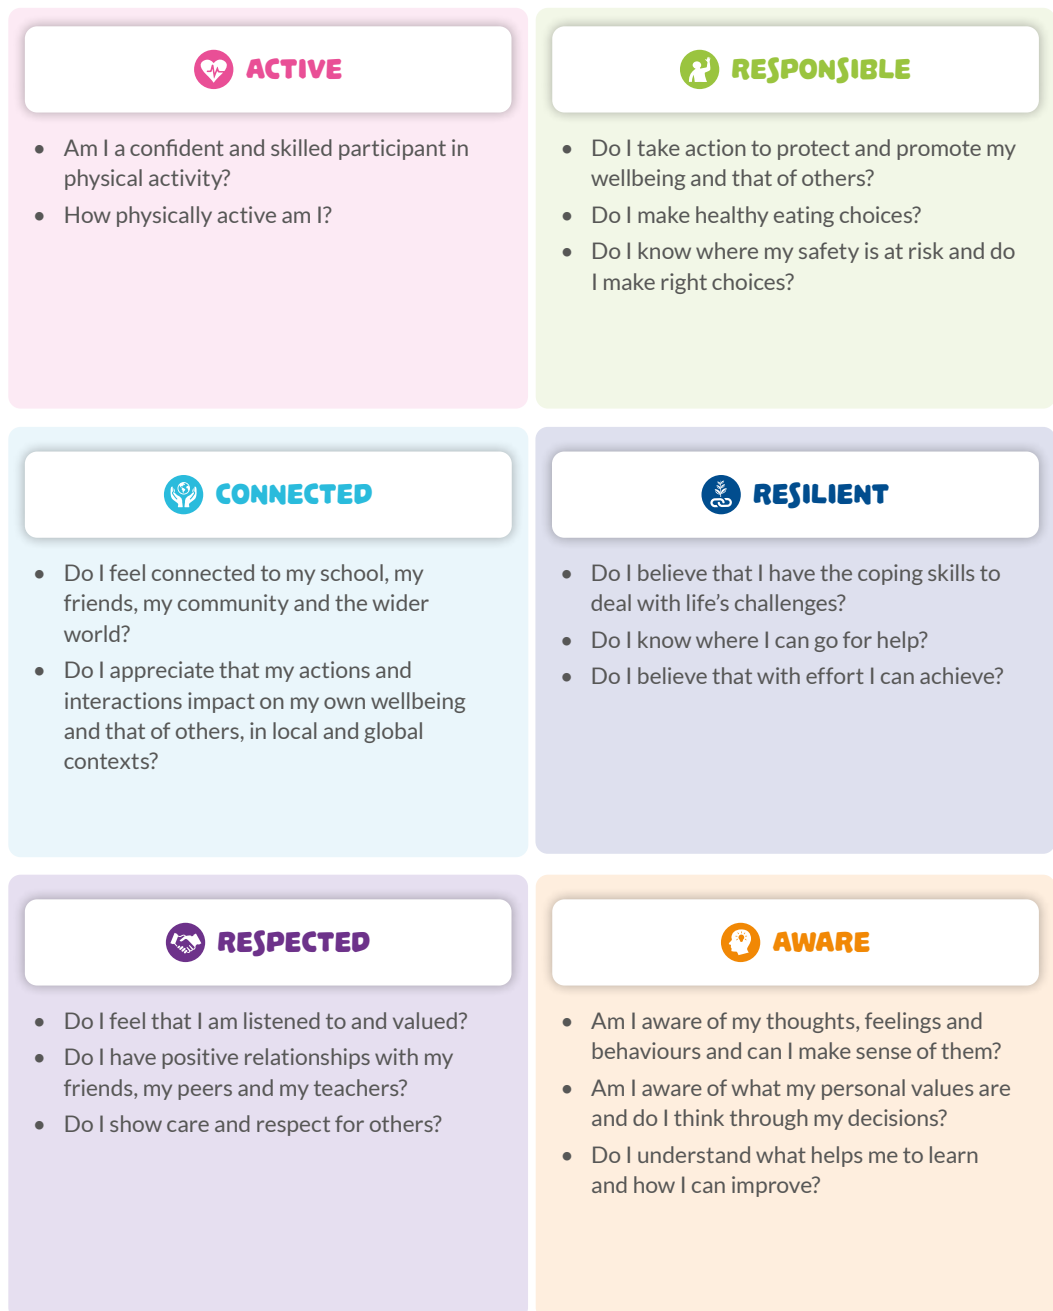 ACTIVE
• Am I a confident and skilled participant in
physical activity?
• How physically active am I?
RESPONSIBLE
• Do I take action to protect and promote my
wellbeing and that of others?
• Do I make healthy eating choices?
• Do I know where my safety is at risk and do
I make right choices?
CONNECTED
• Do I feel connected to my school, my
friends, my community and the wider
world?
• Do I appreciate that my actions and
interactions impact on my own wellbeing
and that of others, in local and global
contexts?
RESILIENT
• Do I believe that I have the coping skills to
deal with life’s challenges?
• Do I know where I can go for help?
• Do I believe that with effort I can achieve?
RESPECTED
• Do I feel that I am listened to and valued?
• Do I have positive relationships with my
friends, my peers and my teachers?
• Do I show care and respect for others?
AWARE
• Am I aware of my thoughts, feelings and
behaviours and can I make sense of them?
• Am I aware of what my personal values are
and do I think through my decisions?
• Do I understand what helps me to learn
and how I can improve?